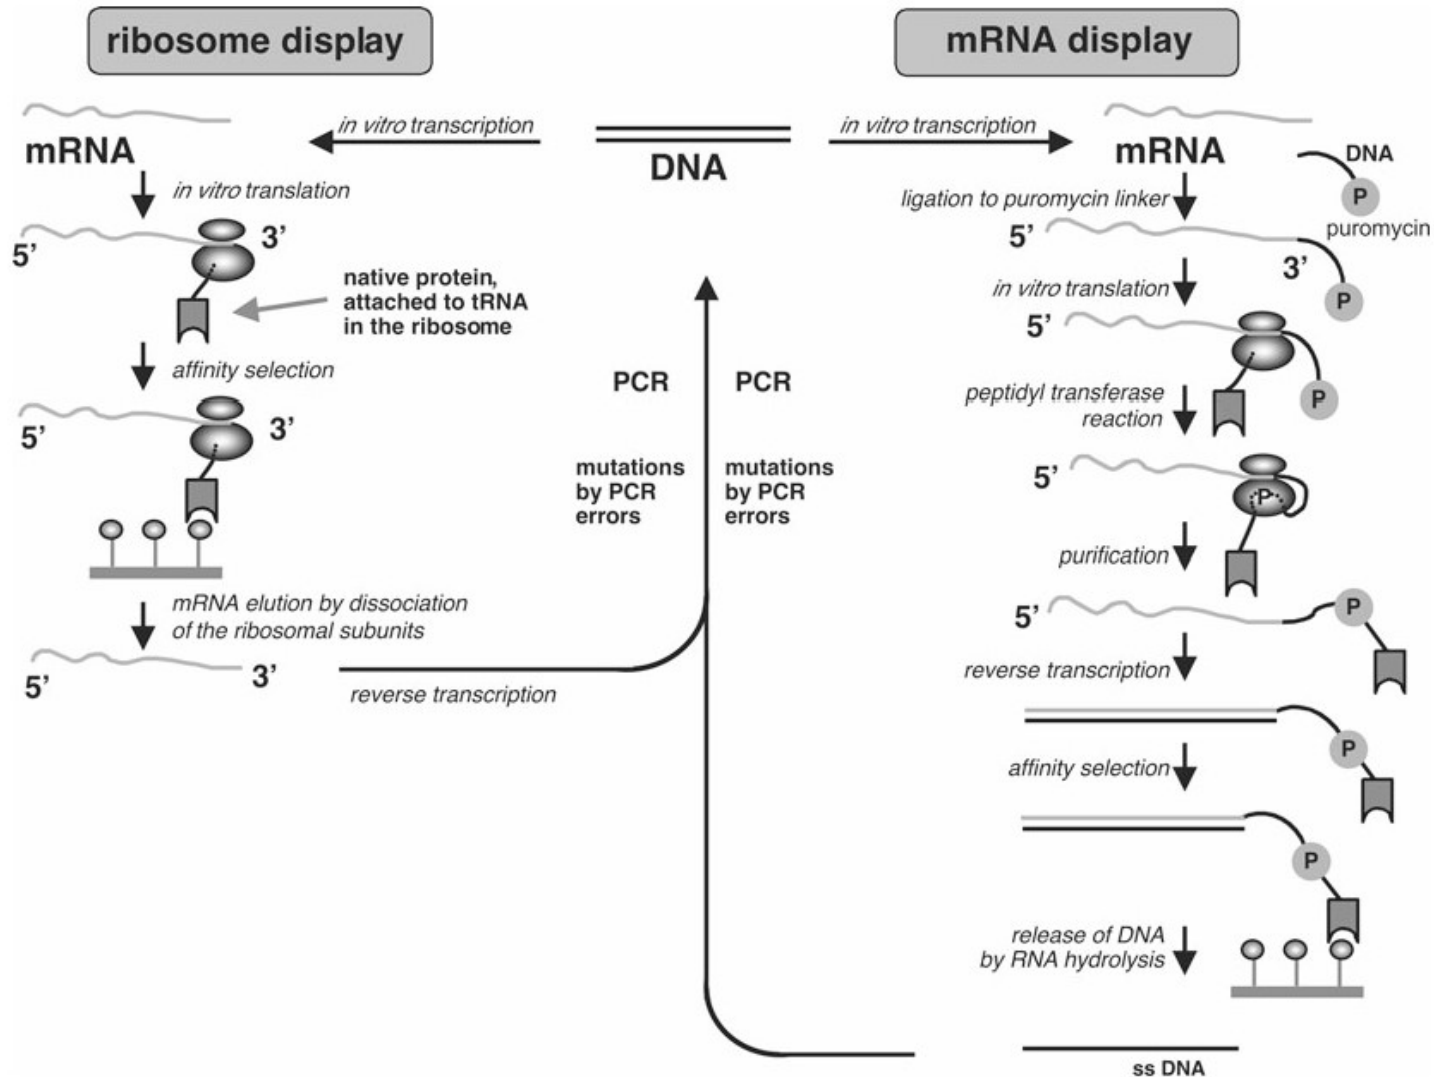 ribosome display
mRNA display
in vitro transcription
in vitro transcription
mRNA
DNA
mRNA
DNA
P
puromycin
in vitro translation
5’
3’
native protein,
attached to tRNA
in the ribosome
affinity selection
5’
3’
mRNA elution by dissociation
of the ribosomal subunits
5’
3’
reverse transcription
PCR
PCR
mutations
by PCR
errors
mutations
by PCR
errors
ligation to puromycin linker
5’
3’
P
in vitro translation
5’
P
peptidyl transferase
reaction
5’
P
purification
5’
P
reverse transcription
P
affinity selection
P
release of DNA
by RNA hydrolysis
ss DNA